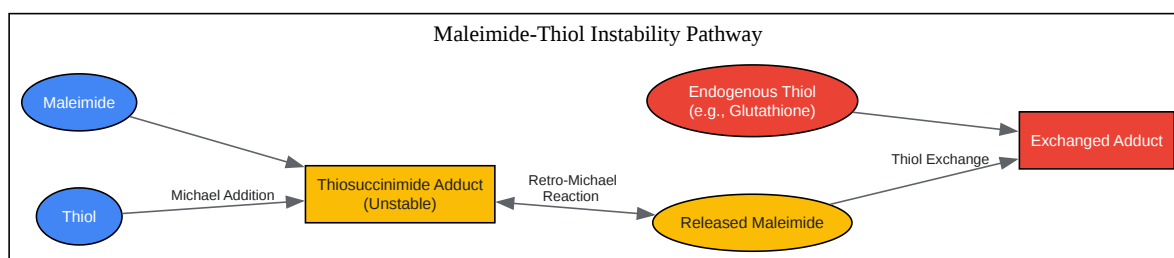 Maleimide-Thiol Instability Pathway
Maleimide
Thiol
Michael Addition
Thiosuccinimide Adduct
(Unstable)
Retro-Michael
Reaction
Endogenous Thiol
(e.g., Glutathione)
Released Maleimide
Thiol Exchange
Exchanged Adduct